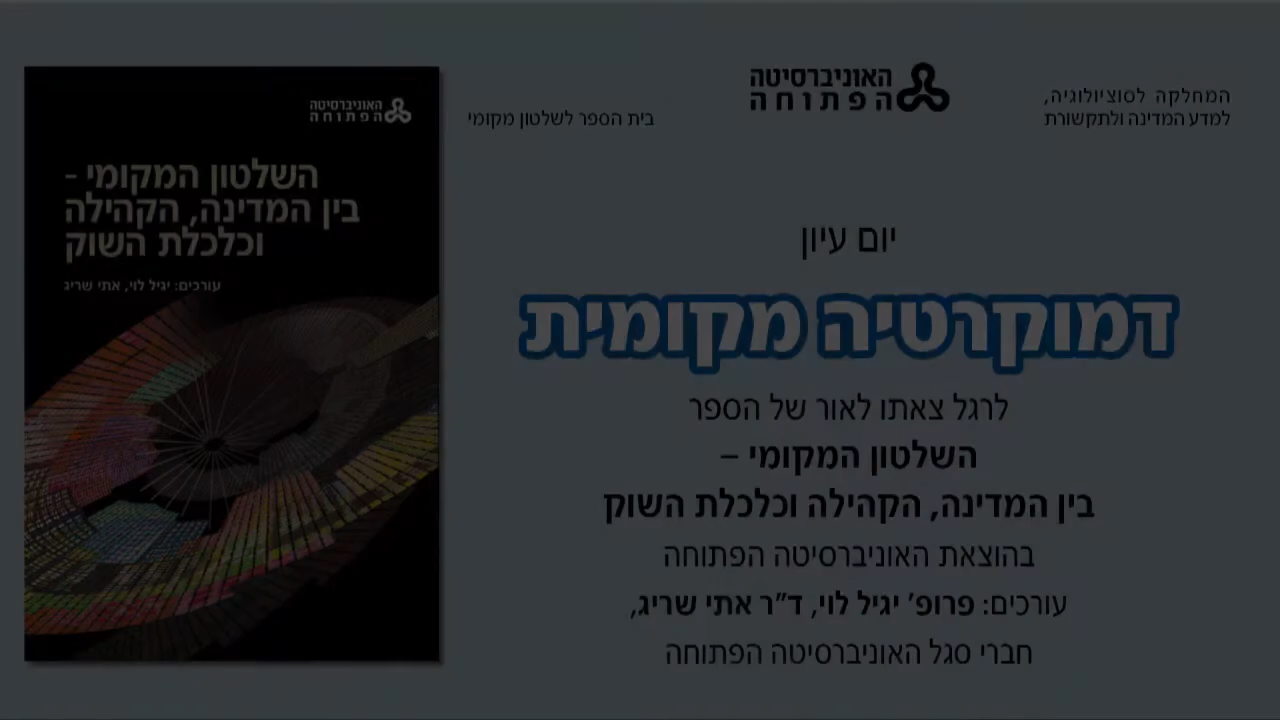 המחלקה לסוציולוגיה,
למדע המדינה ולתקשורת
האוניברסיטה
הפתוחה
בית הספר לשלטון מקומי
יום עיון
דמוקרטיה מקומית
לרגל צאתו לאור של הספר
השלטון המקומי –
בין המדינה, הקהילה וכלכלת השוק
בהוצאת האוניברסיטה הפתוחה
עורכים: פרופ' יגיל לוי, ד"ר אתי שריג,
חברי סגל האוניברסיטה הפתוחה
האוניברסיטה
הפתוחה
השלטון המקומי -
בין המדינה, הקהילה
וכלכלת השוק
עורכים: יגיל לוי, אתי שריג